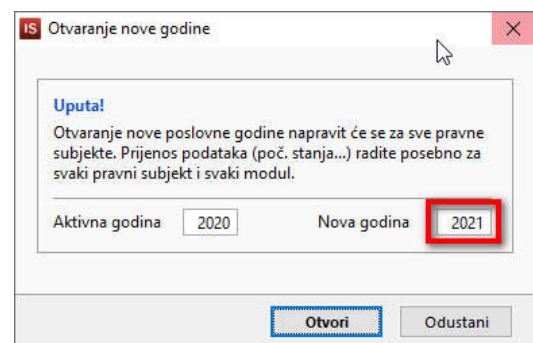 IS Otvaranje nove godine
Uputa!
Otvaranje nove poslovne godine napravit će se za sve pravne
subjekte. Prijenos podataka (poč. stanja...) radite posebno za
svaki pravni subjekt i svaki modul.
Aktivna godina 2020 Nova godina 2021
Otvori Odustani